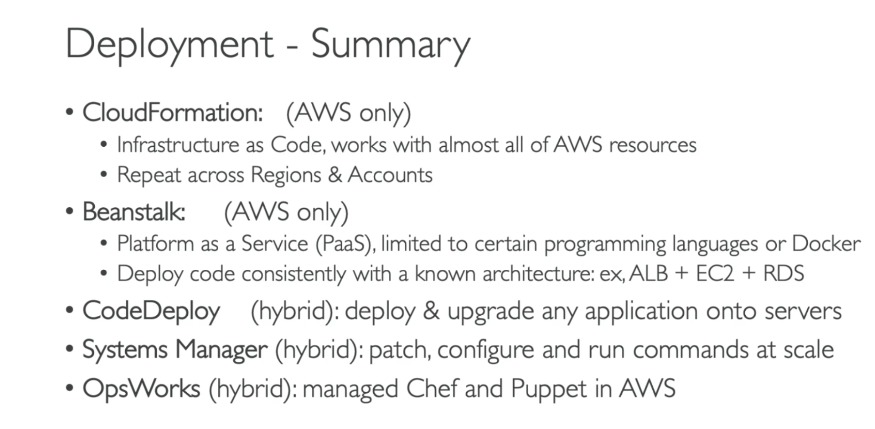 Deployment - Summary
• CloudFormation: (AWS only)
• Infrastructure as Code, works with almost all of AWS resources
• Repeat across Regions & Accounts
• Beanstalk: (AWS only)
• Platform as a Service (PaaS), limited to certain programming languages or Docker
• Deploy code consistently with a known architecture: ex, ALB + EC2 + RDS
• CodeDeploy (hybrid): deploy & upgrade any application onto servers
• Systems Manager (hybrid): patch, configure and run commands at scale
• OpsWorks (hybrid): managed Chef and Puppet in AWS